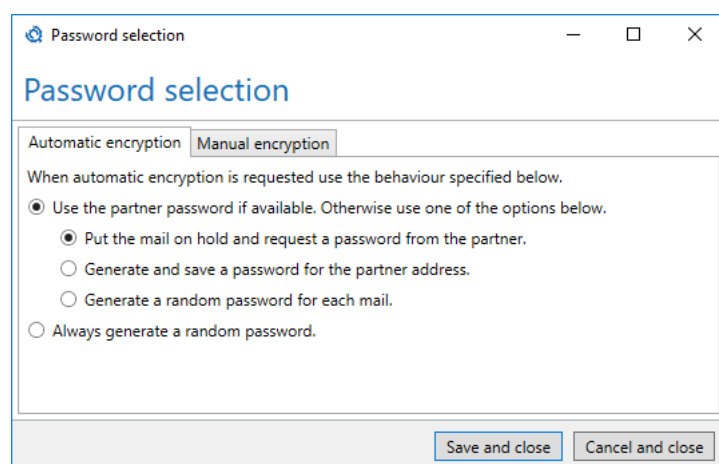 Password selection
Password selection
Automatic encryption
Manual encryption
When automatic encryption is requested use the behaviour specified below.
Use the partner password if available. Otherwise use one of the options below.
Put the mail on hold and request a password from the partner.
Generate and save a password for the partner address.
Generate a random password for each mail.
Always generate a random password.
Save and close
Cancel and close